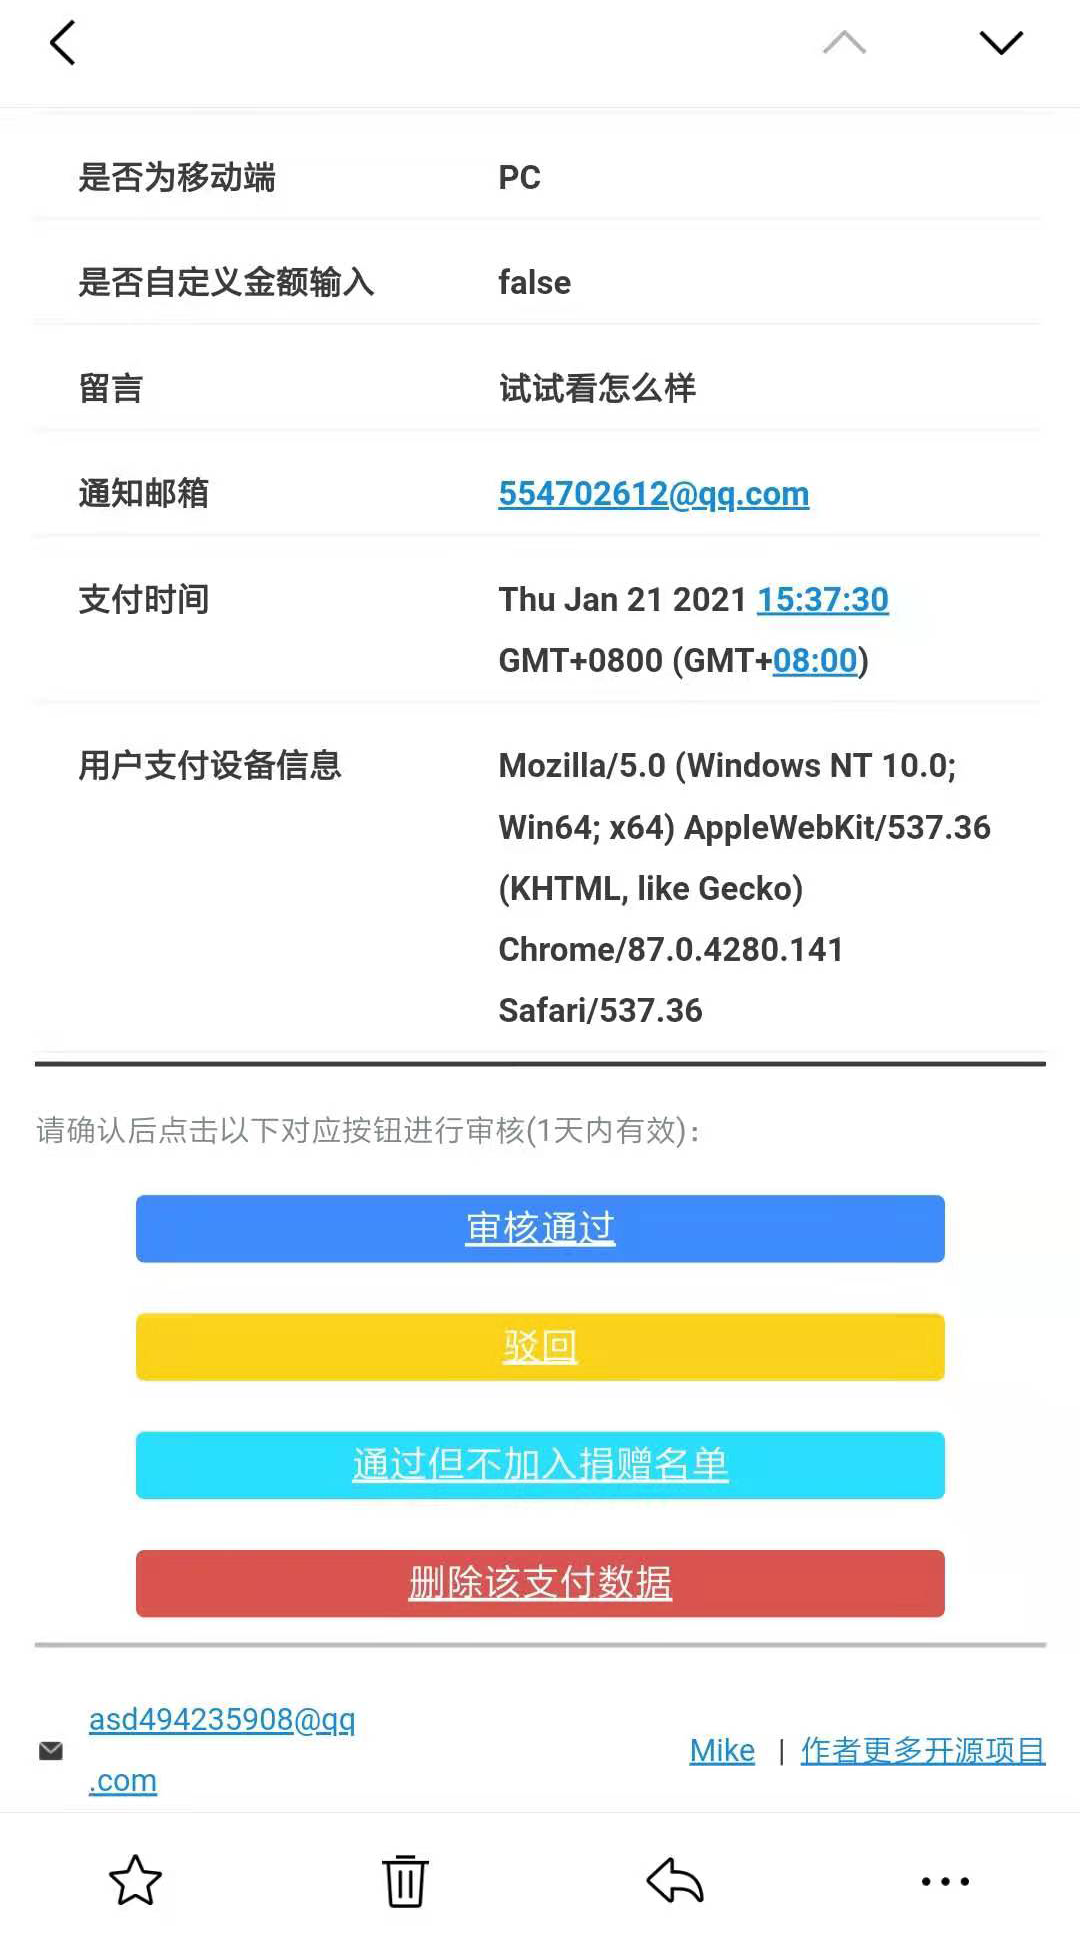 是否为移动端 PC
是否自定义金额输入 false
留言 试试看怎么样
通知邮箱 554702612@qq.com
支付时间 Thu Jan 21 2021 15:37:30
GMT+0800 (GMT+08:00)
用户支付设备信息 Mozilla/5.0 (Windows NT 10.0;
Win64; x64) AppleWebKit/537.36
(KHTML, like Gecko)
Chrome/87.0.4280.141
Safari/537.36
请确认后点击以下对应按钮进行审核(1天内有效)：
审核通过
驳回
通过但不加入捐赠名单
删除该支付数据
asd494235908@qq
.com
Mike | 作者更多开源项目